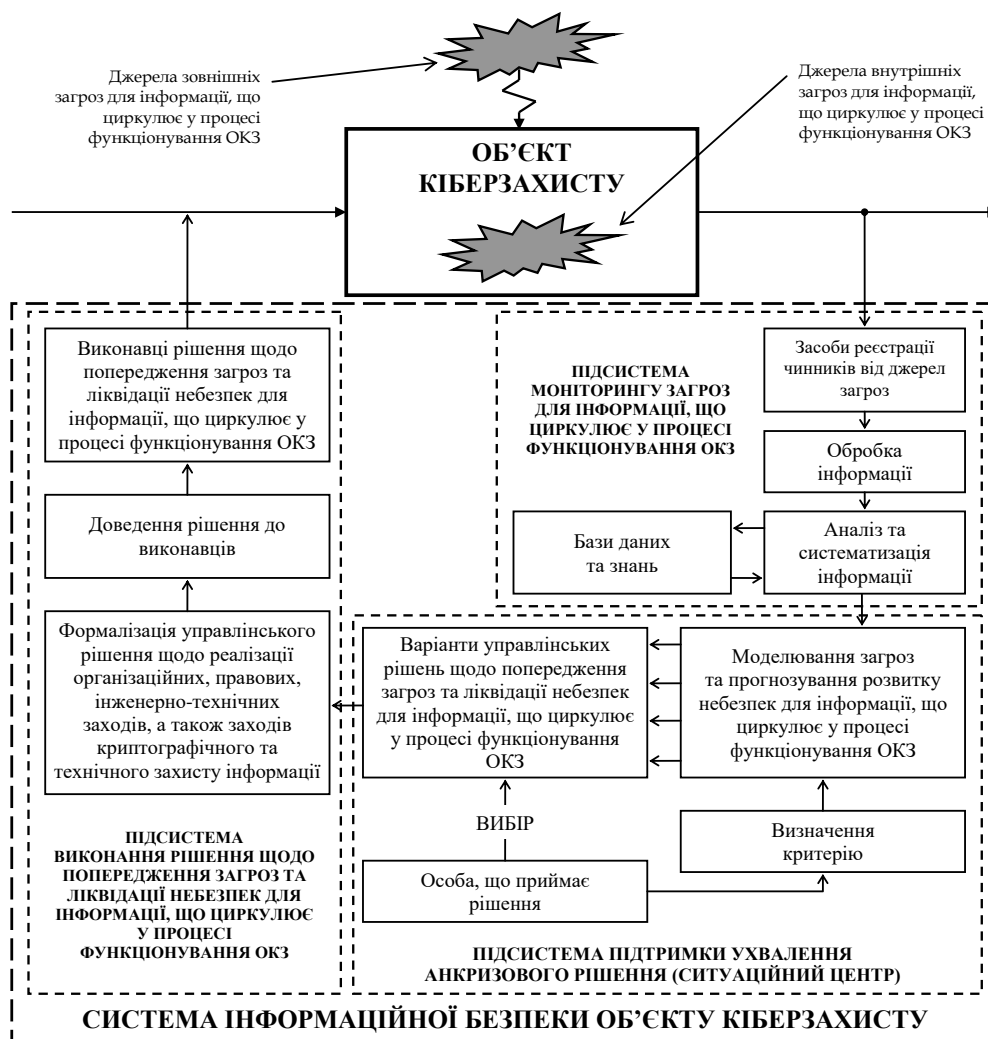 Джерела зовнішніх
загроз для інформації, що
циркулює у процесі
функціонування ОКЗ
Джерела внутрішніх
загроз для інформації,
що циркулює у процесі
функціонування ОКЗ
ОБ’ЄКТ
КІБЕРЗАХИСТУ
Виконавці рішення щодо
попередження загроз та
ліквідації небезпек для
інформації, що циркулює у
процесі функціонування ОКЗ
Доведення рішення до
виконавців
Формалізація управлінського
рішення щодо реалізації
організаційних, правових,
інженерно-технічних
заходів, а також заходів
криптографічного та
технічного захисту інформації
ПІДСИСТЕМА
ВИКОНАННЯ РІШЕННЯ ЩОДО
ПОПЕРЕДЖЕННЯ ЗАГРОЗ ТА
ЛІКВІДАЦІЇ НЕБЕЗПЕК ДЛЯ
ІНФОРМАЦІЇ, ЩО ЦИРКУЛЮЄ
У ПРОЦЕСІ
ФУНКЦІОНУВАННЯ ОКЗ
ПІДСИСТЕМА
МОНІТОРИНГУ ЗАГРОЗ
ДЛЯ ІНФОРМАЦІЇ, ЩО
ЦИРКУЛЮЄ У ПРОЦЕСІ
ФУНКЦІОНУВАННЯ ОКЗ
Засоби реєстрації
чинників від джерел
загроз
Обробка
інформації
Аналіз та
систематизація
інформації
Бази даних
та знань
Варіанти управлінських
рішень щодо попередження
загроз та ліквідації небезпек
для інформації, що циркулює
у процесі функціонування
ОКЗ
Моделювання загроз
та прогнозування розвитку
небезпек для інформації, що
циркулює у процесі
функціонування ОКЗ
ВИБІР
Особа, що приймає
рішення
Визначення
критерію
ПІДСИСТЕМА ПІДТРИМКИ УХВАЛЕННЯ
АНКРИЗОВОГО РІШЕННЯ (СИТУАЦІЙНИЙ ЦЕНТР)
СИСТЕМА ІНФОРМАЦІЙНОЇ БЕЗПЕКИ ОБ’ЄКТУ КІБЕРЗАХИСТУ